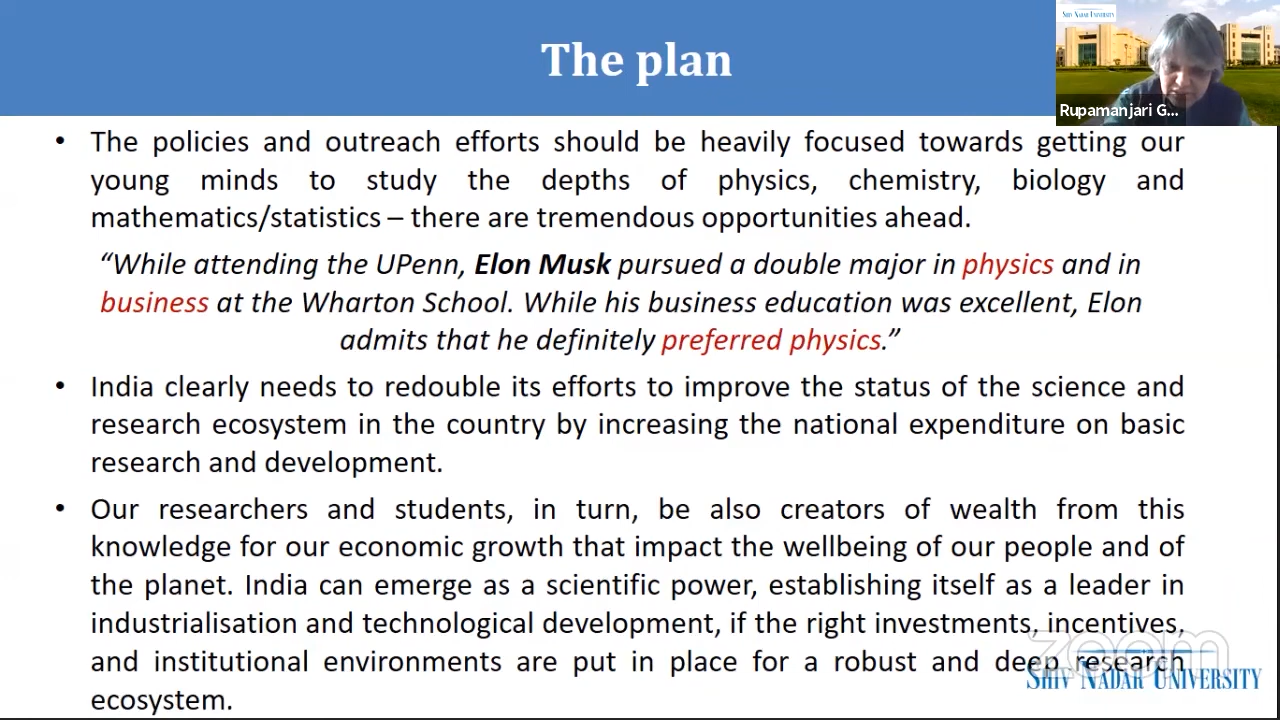 The plan
SHIV NADAR UNIVERSITY
Rupamanjari G...
• The policies and outreach efforts should be heavily focused towards getting our
young minds to study the depths of physics, chemistry, biology and
mathematics/statistics – there are tremendous opportunities ahead.
“While attending the UPenn, Elon Musk pursued a double major in physics and in
business at the Wharton School. While his business education was excellent, Elon
admits that he definitely preferred physics.”
• India clearly needs to redouble its efforts to improve the status of the science and
research ecosystem in the country by increasing the national expenditure on basic
research and development.
• Our researchers and students, in turn, be also creators of wealth from this
knowledge for our economic growth that impact the wellbeing of our people and of
the planet. India can emerge as a scientific power, establishing itself as a leader in
industrialisation and technological development, if the right investments, incentives,
and institutional environments are put in place for a robust and deep research
ecosystem.
zoom
SHIV NADAR UNIVERSITY